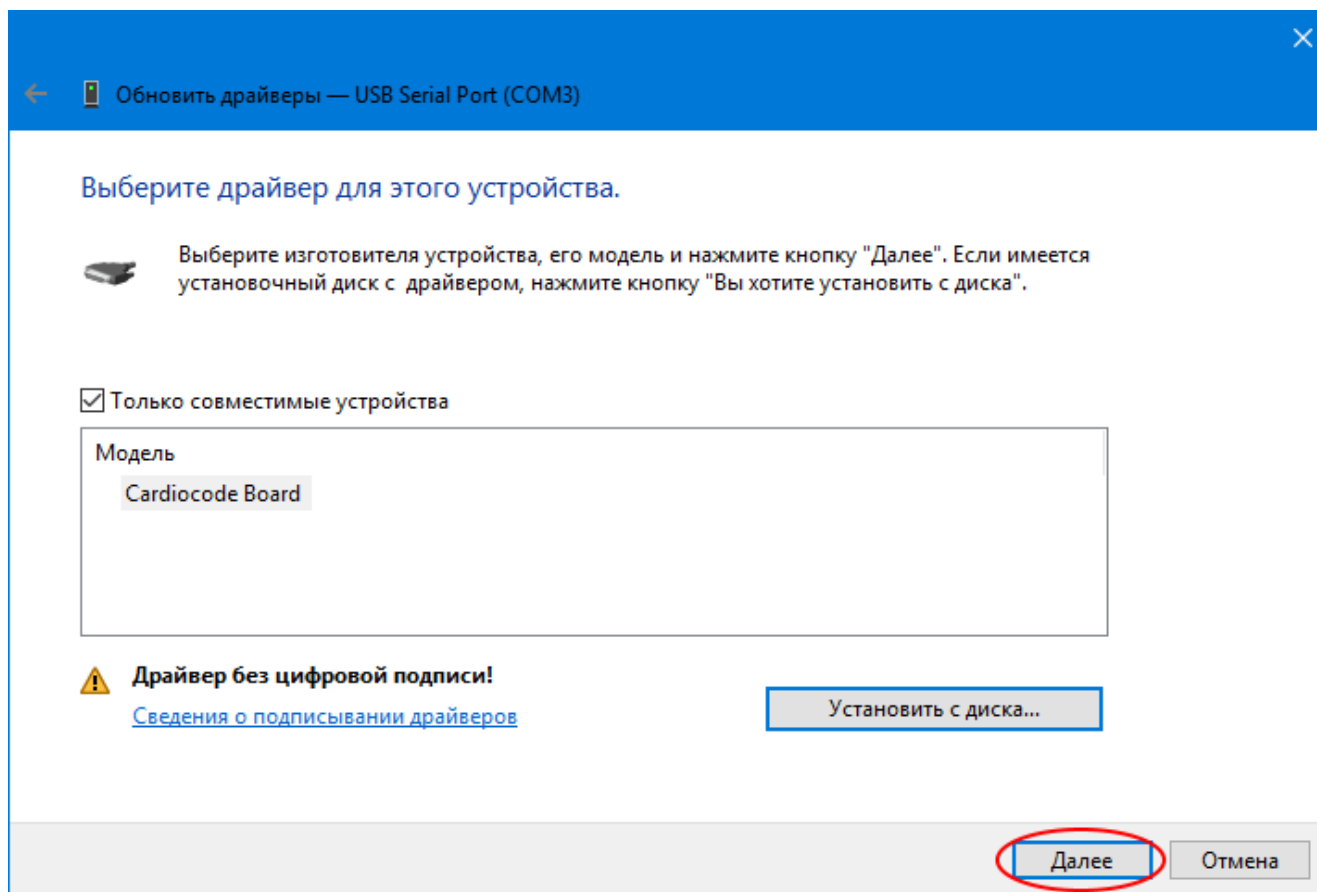 Обновить драйверы — USB Serial Port (COM3)
Выберите драйвер для этого устройства.
Выберите изготовителя устройства, его модель и нажмите кнопку "Далее". Если имеется
установочный диск с драйвером, нажмите кнопку "Вы хотите установить с диска".
Только совместимые устройства
Модель
Cardiocode Board
Драйвер без цифровой подписи!
Сведения о подписывании драйверов
Установить с диска...
Далее
Отмена